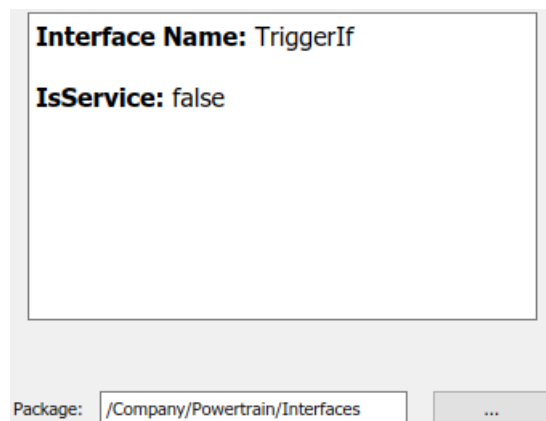 Interface Name: TriggerIf
IsService: false
Package: /Company/Powertrain/Interfaces ...